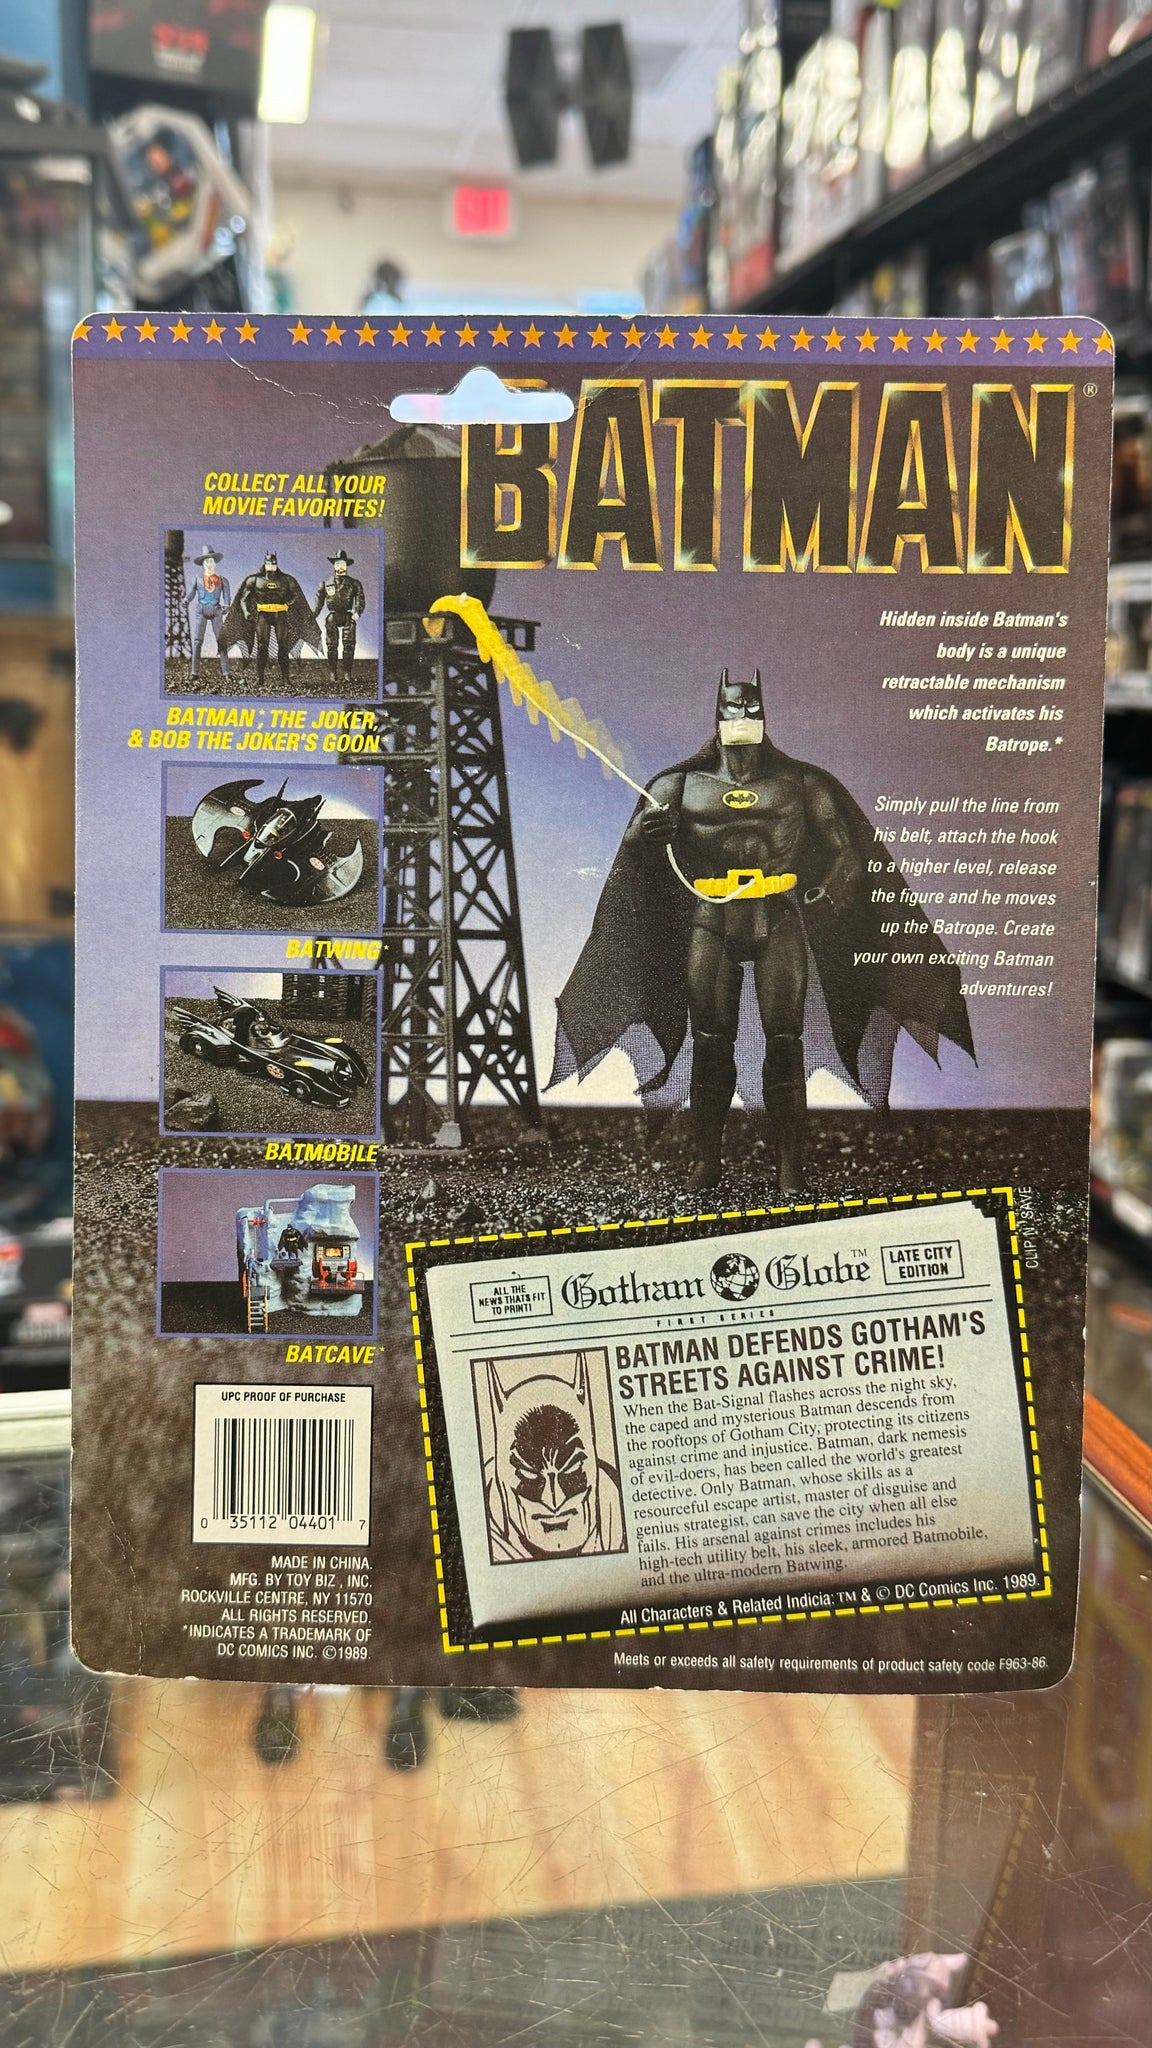 BATMAN®
COLLECT ALL YOUR
MOVIE FAVORITES!
BATMAN*, THE JOKER,*
& BOB THE JOKER'S GOON*
BATWING*
BATMOBILE*
BATCAVE*
Hidden inside Batman's
body is a unique
retractable mechanism
which activates his
Batrope.*
Simply pull the line from
his belt, attach the hook
to a higher level, release
the figure and he moves
up the Batrope. Create
your own exciting Batman
adventures!
CLIP N' SAVE
ALL THE
NEWS THATS FIT
TO PRINT!
Gotham Globe™
LATE CITY
EDITION
FIRST SERIES
BATMAN DEFENDS GOTHAM'S
STREETS AGAINST CRIME!
When the Bat-Signal flashes across the night sky,
the caped and mysterious Batman descends from
the rooftops of Gotham City, protecting its citizens
against crime and injustice. Batman, dark nemesis
of evil-doers, has been called the world's greatest
detective. Only Batman, whose skills as a
resourceful escape artist, master of disguise and
genius strategist, can save the city when all else
fails. His arsenal against crimes includes his
high-tech utility belt, his sleek, armored Batmobile,
and the ultra-modern Batwing.
All Characters & Related Indicia: TM & © DC Comics Inc. 1989.
UPC PROOF OF PURCHASE
0 35112 04401 7
MADE IN CHINA.
MFG. BY TOY BIZ, INC.
ROCKVILLE CENTRE, NY 11570
ALL RIGHTS RESERVED.
*INDICATES A TRADEMARK OF
DC COMICS INC. ©1989.
Meets or exceeds all safety requirements of product safety code F963-86.